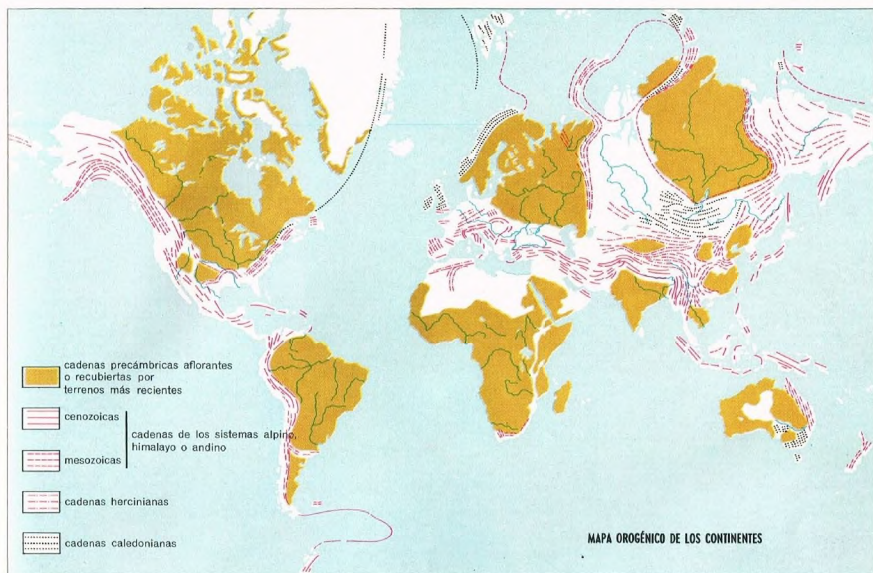 cadenas precámbricas aflorantes
o recubiertas por
terrenos más recientes
cenozoicas
cadenas de los sistemas alpino,
himalayo o andino
mesozoicas
cadenas hercinianas
cadenas caledonianas
MAPA OROGÉNICO DE LOS CONTINENTES